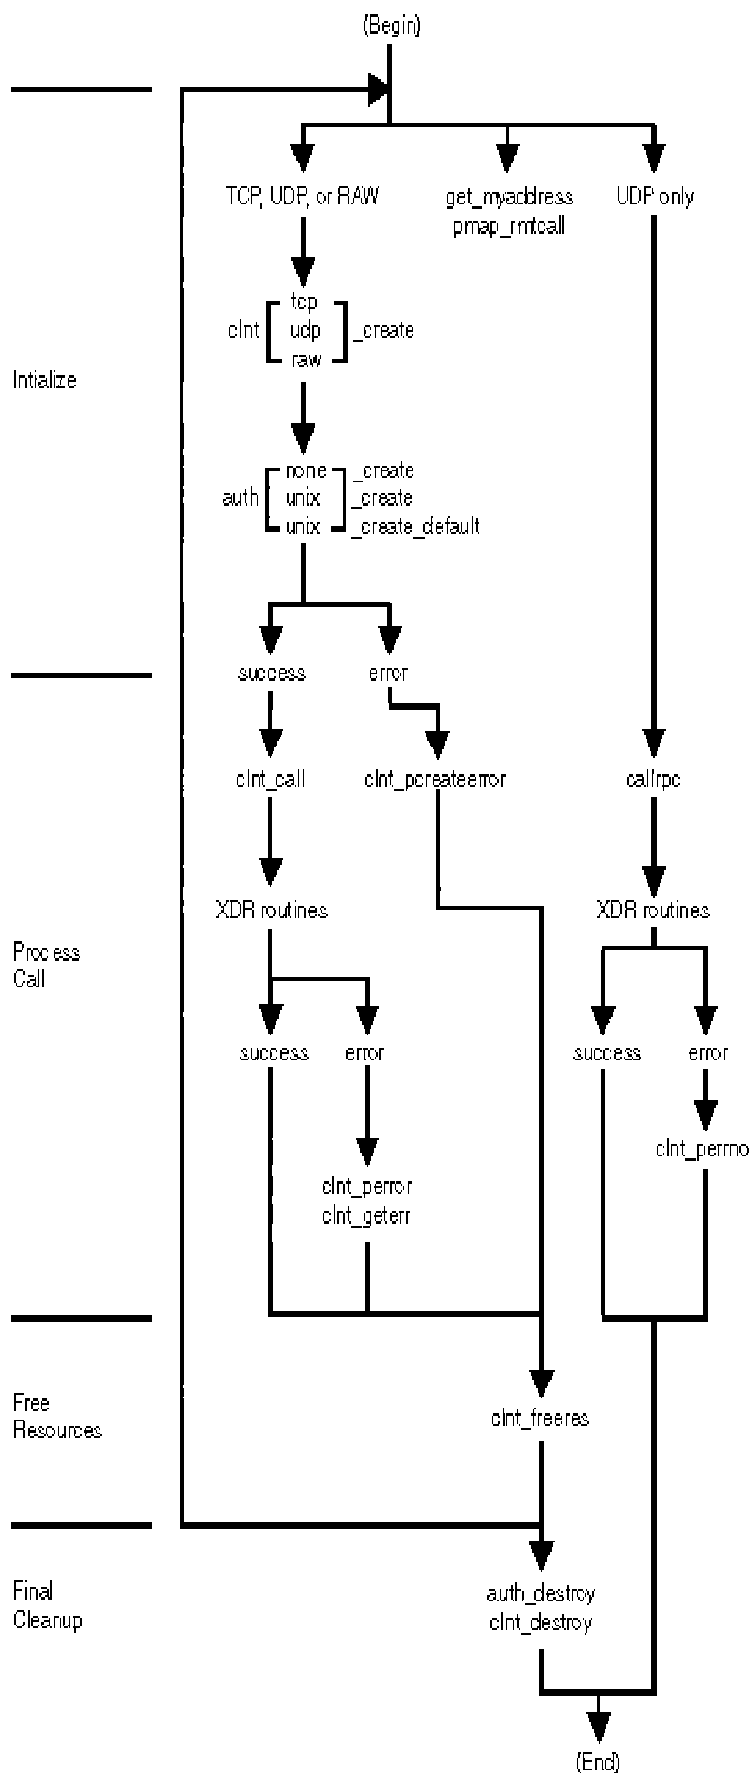 (Begin)
TCP, UDP, or RAW
get_myaddress
pmap_rmtcall
UDP only
tcp
clnt udp _create
raw
Intialize
none _create
auth unix _create
unix _create_default
success
error
clnt_call
clnt_pcreateerror
callrpc
XDR routines
XDR routines
Process
Call
success
error
success
error
clnt_perrno
clnt_perror
clnt_geterr
Free
Resources
clnt_freeres
Final
Cleanup
auth_destroy
clnt_destroy
(End)